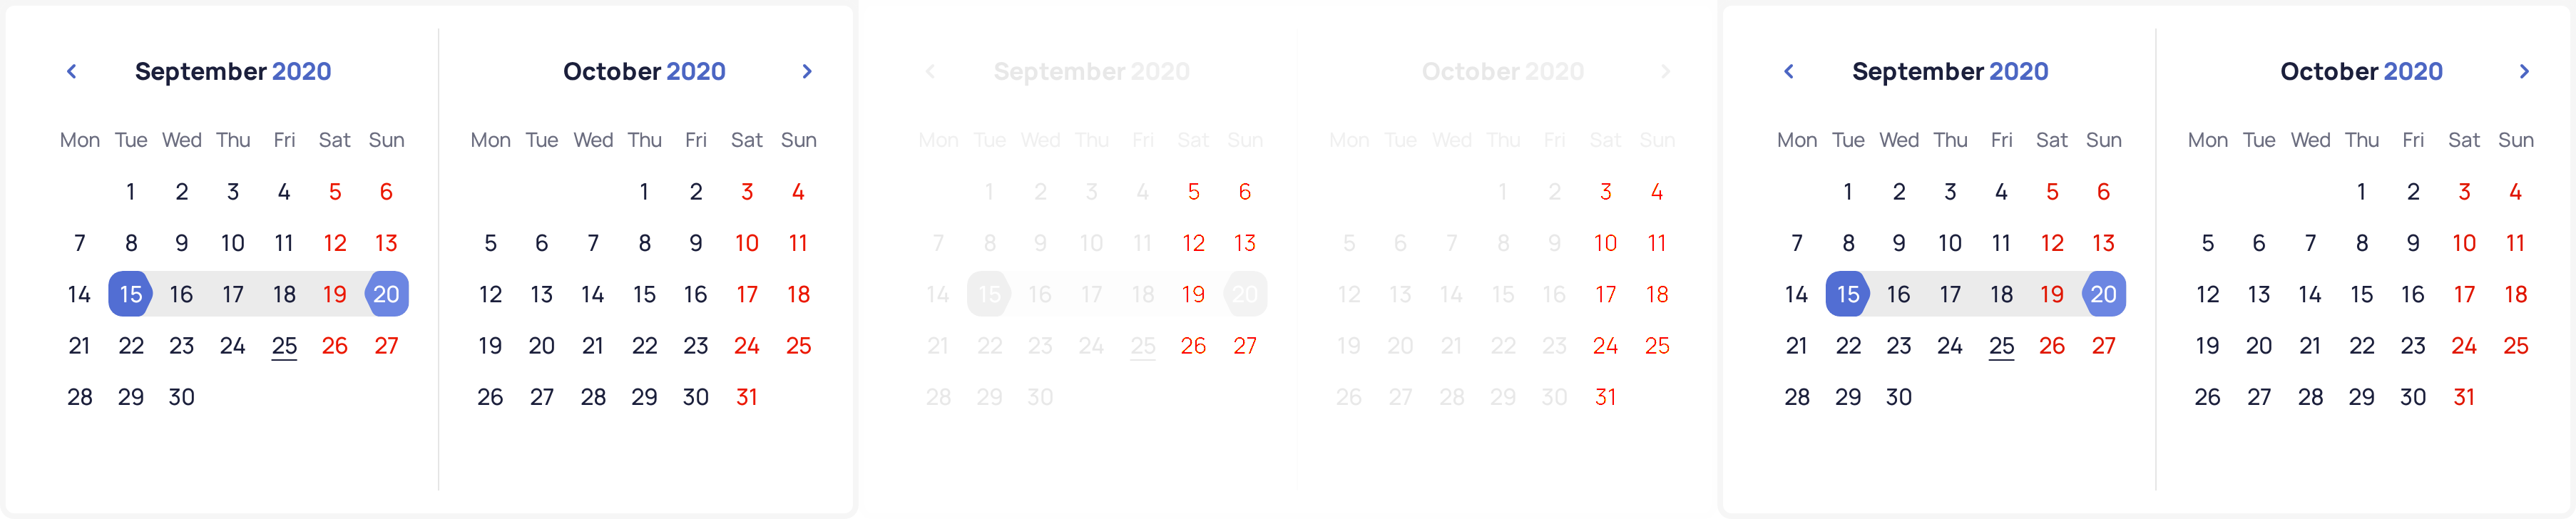 September 2020
Mon Tue Wed Thu Fri Sat Sun
1 2 3 4 5 6
7 8 9 10 11 12 13
14 15 16 17 18 19 20
21 22 23 24 25 26 27
28 29 30
October 2020
Mon Tue Wed Thu Fri Sat Sun
1 2 3 4
5 6 7 8 9 10 11
12 13 14 15 16 17 18
19 20 21 22 23 24 25
26 27 28 29 30 31
September 2020
Mon Tue Wed Thu Fri Sat Sun
1 2 3 4 5 6
7 8 9 10 11 12 13
14 15 16 17 18 19 20
21 22 23 24 25 26 27
28 29 30
October 2020
Mon Tue Wed Thu Fri Sat Sun
1 2 3 4
5 6 7 8 9 10 11
12 13 14 15 16 17 18
19 20 21 22 23 24 25
26 27 28 29 30 31
September 2020
Mon Tue Wed Thu Fri Sat Sun
1 2 3 4 5 6
7 8 9 10 11 12 13
14 15 16 17 18 19 20
21 22 23 24 25 26 27
28 29 30
October 2020
Mon Tue Wed Thu Fri Sat Sun
1 2 3 4
5 6 7 8 9 10 11
12 13 14 15 16 17 18
19 20 21 22 23 24 25
26 27 28 29 30 31